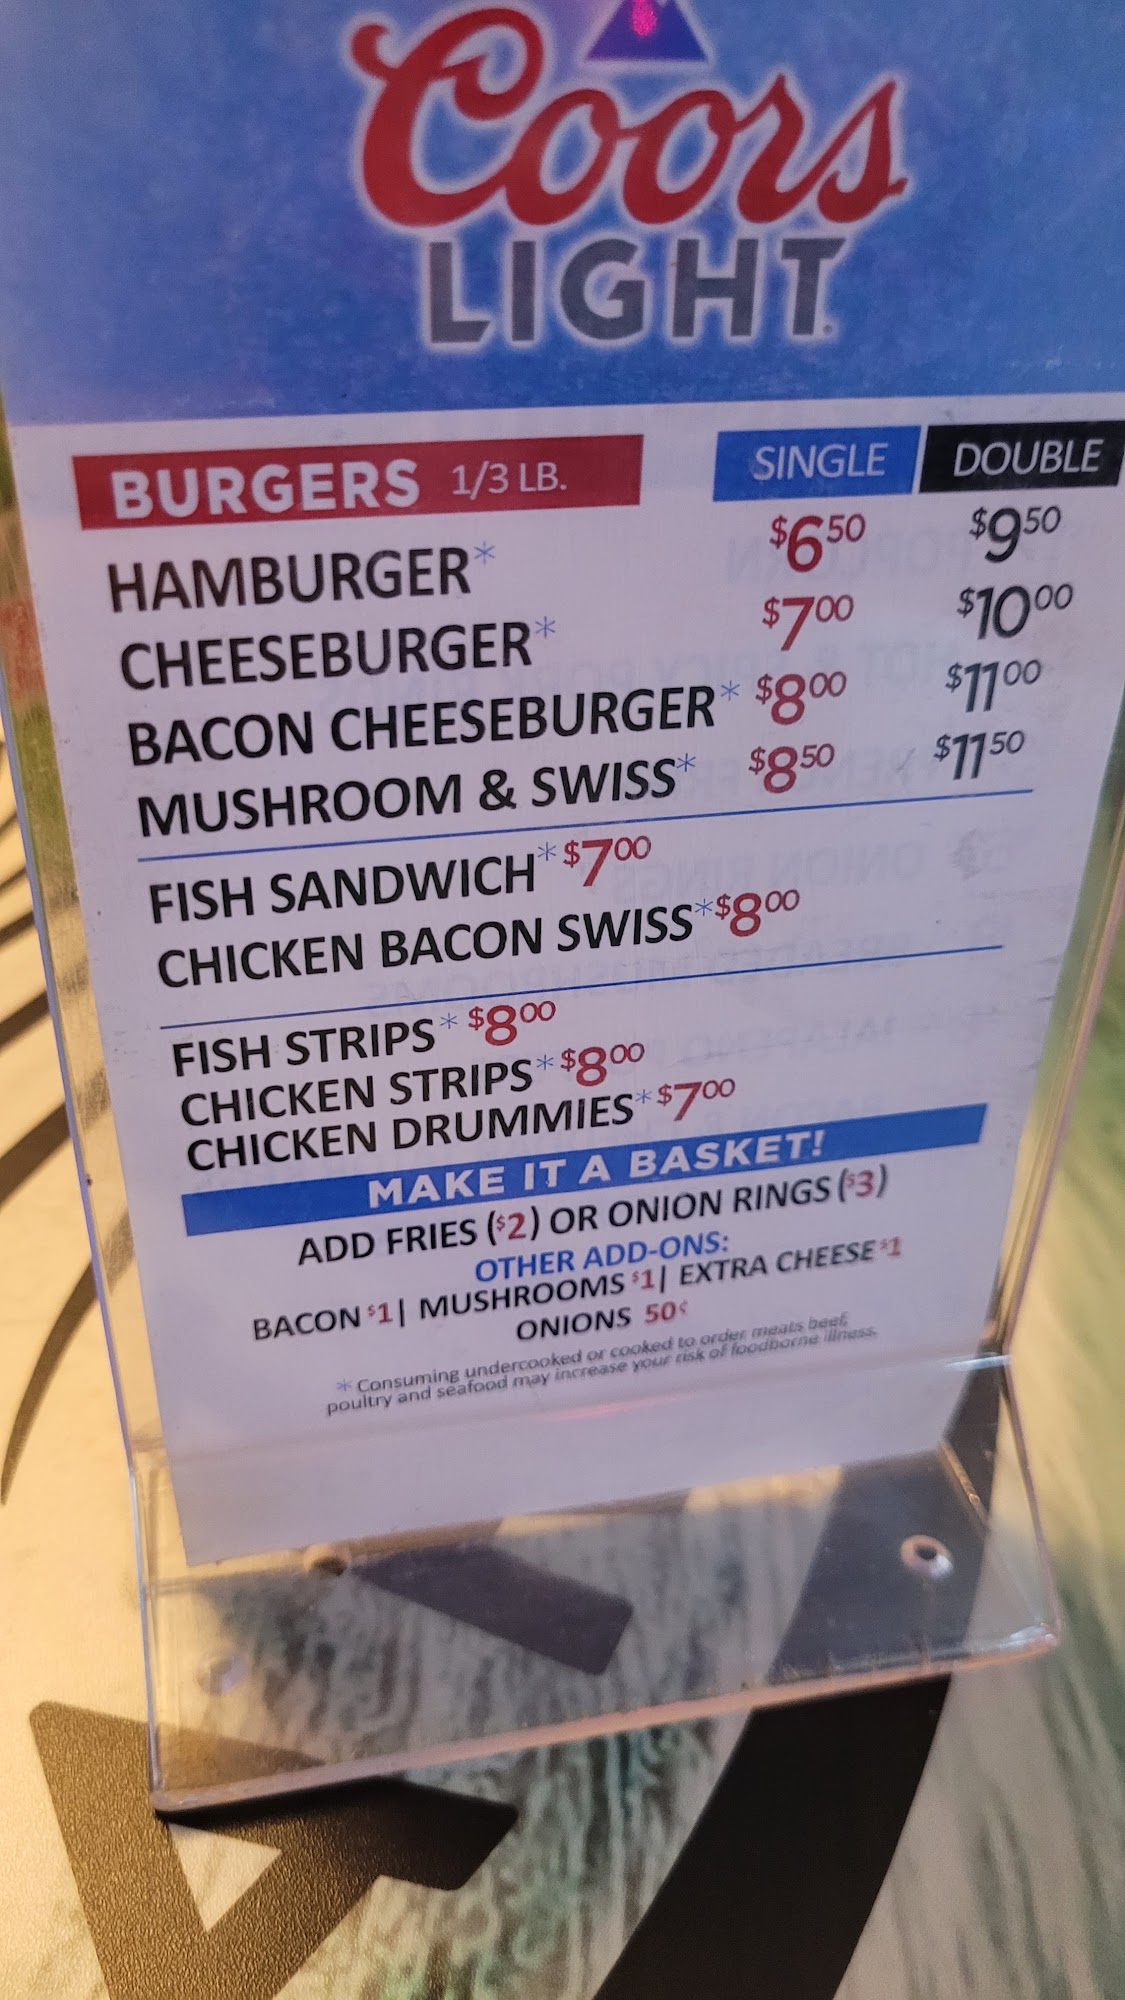 Coors
LIGHT
BURGERS 1/3 LB. SINGLE DOUBLE
HAMBURGER* $6.50 $9.50
CHEESEBURGER* $7.00 $10.00
BACON CHEESEBURGER* $8.00 $11.00
MUSHROOM & SWISS* $8.50 $11.50
FISH SANDWICH* $7.00
CHICKEN BACON SWISS* $8.00
FISH STRIPS* $8.00
CHICKEN STRIPS* $8.00
CHICKEN DRUMMIES* $7.00
MAKE IT A BASKET!
ADD FRIES ($2) OR ONION RINGS ($3)
OTHER ADD-ONS:
BACON $1| MUSHROOMS $1| EXTRA CHEESE $1
ONIONS 50¢
* Consuming undercooked or cooked to order meats beef,
poultry and seafood may increase your risk of foodborne illness.